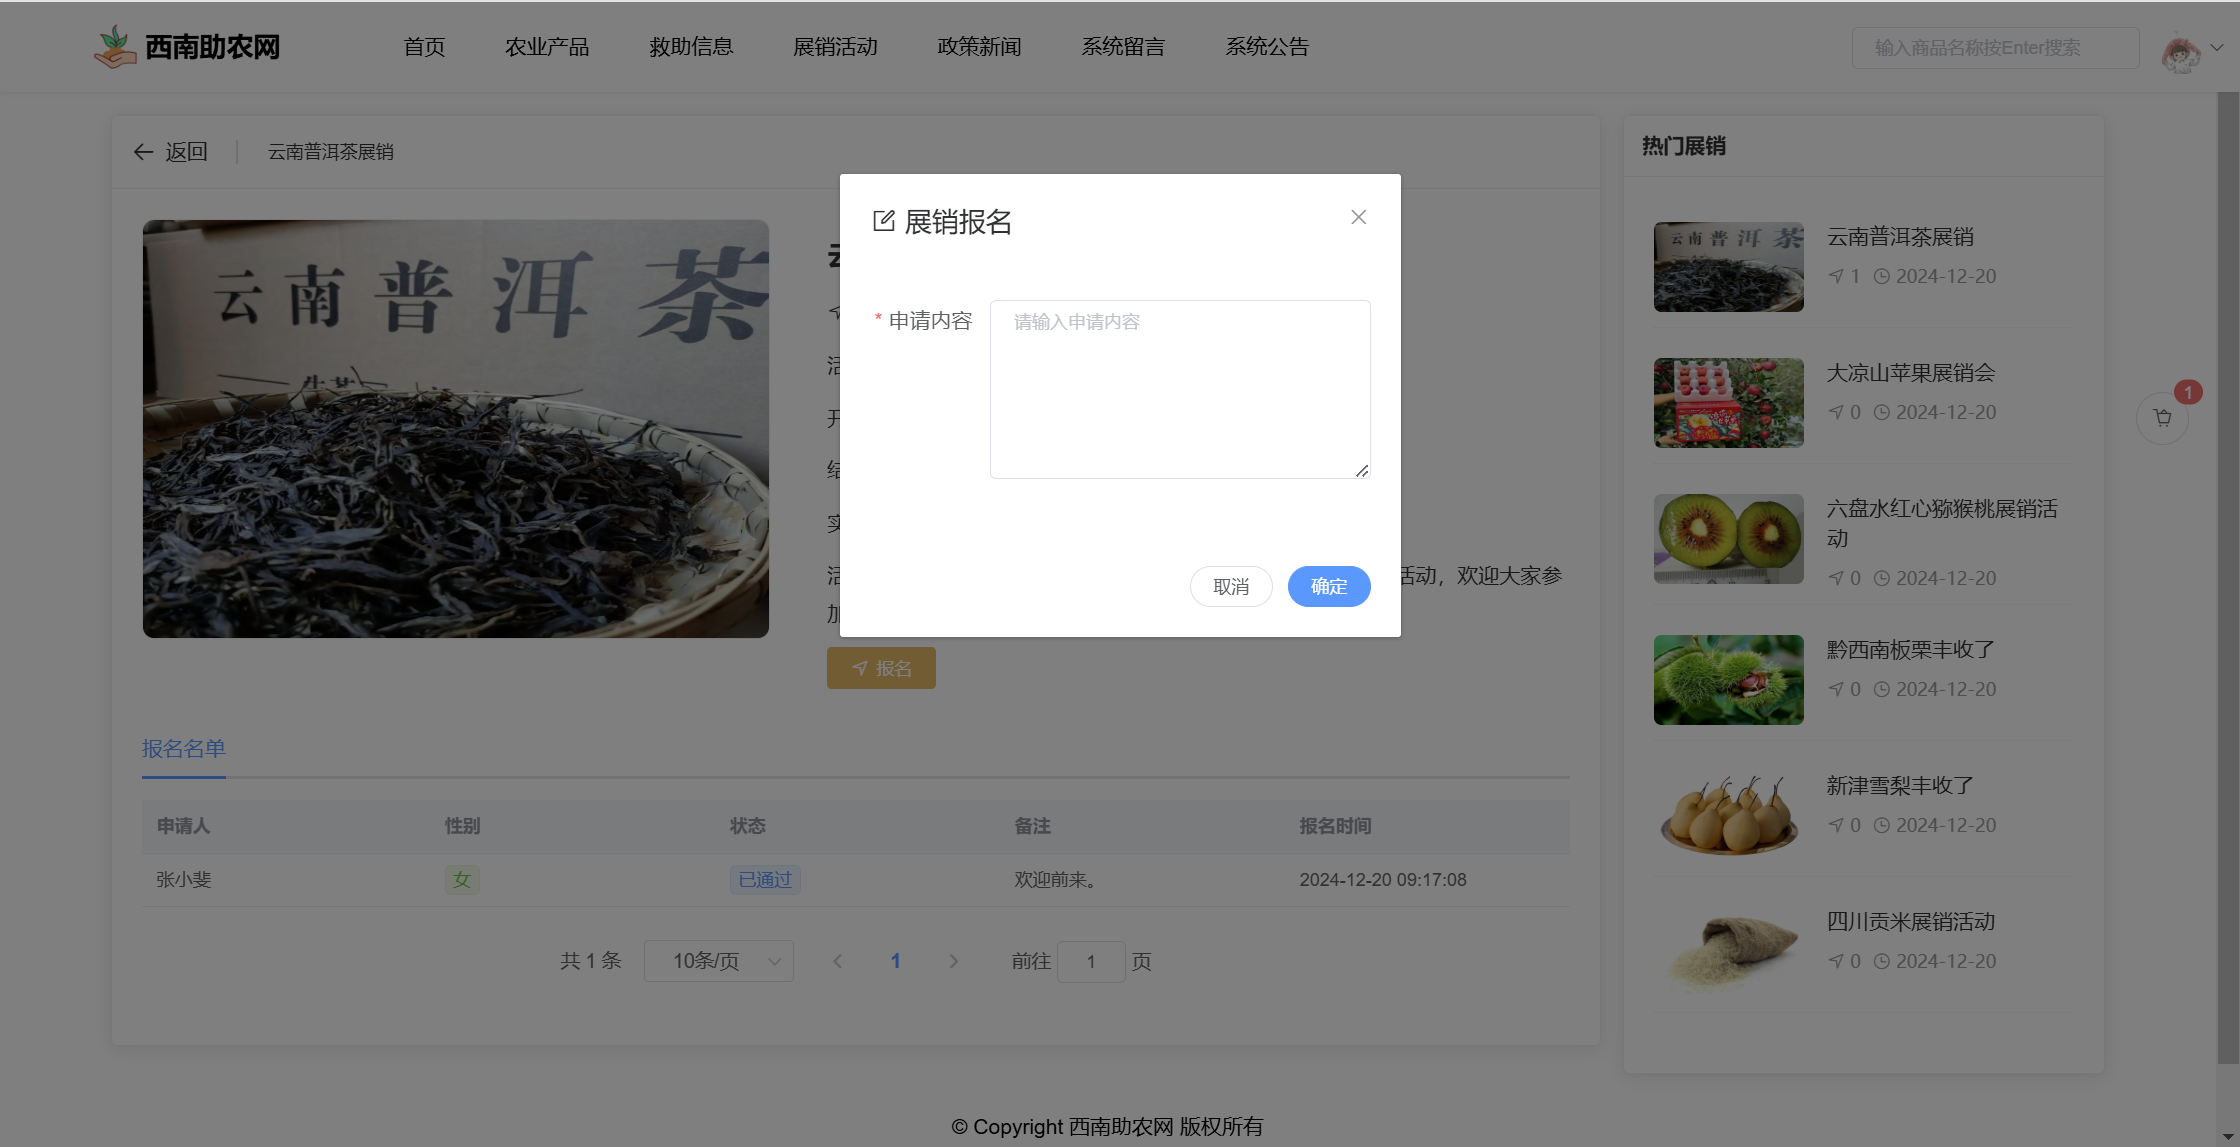 西南助农网
首页
农业产品
救助信息
展销活动
政策新闻
系统留言
系统公告
输入商品名称按Enter搜索
返回
云南普洱茶展销
云南普洱茶
展销报名
* 申请内容
请输入申请内容
取消
确定
活动，欢迎大家参
报名
报名名单
申请人 性别 状态 备注 报名时间
张小斐 女 已通过 欢迎前来。 2024-12-20 09:17:08
共 1 条
10条/页
1
前往 1 页
热门展销
云南普洱茶展销
1 2024-12-20
大凉山苹果展销会
0 2024-12-20
六盘水红心猕猴桃展销活
动
0 2024-12-20
黔西南板栗丰收了
0 2024-12-20
新津雪梨丰收了
0 2024-12-20
四川贡米展销活动
0 2024-12-20
1
© Copyright 西南助农网 版权所有